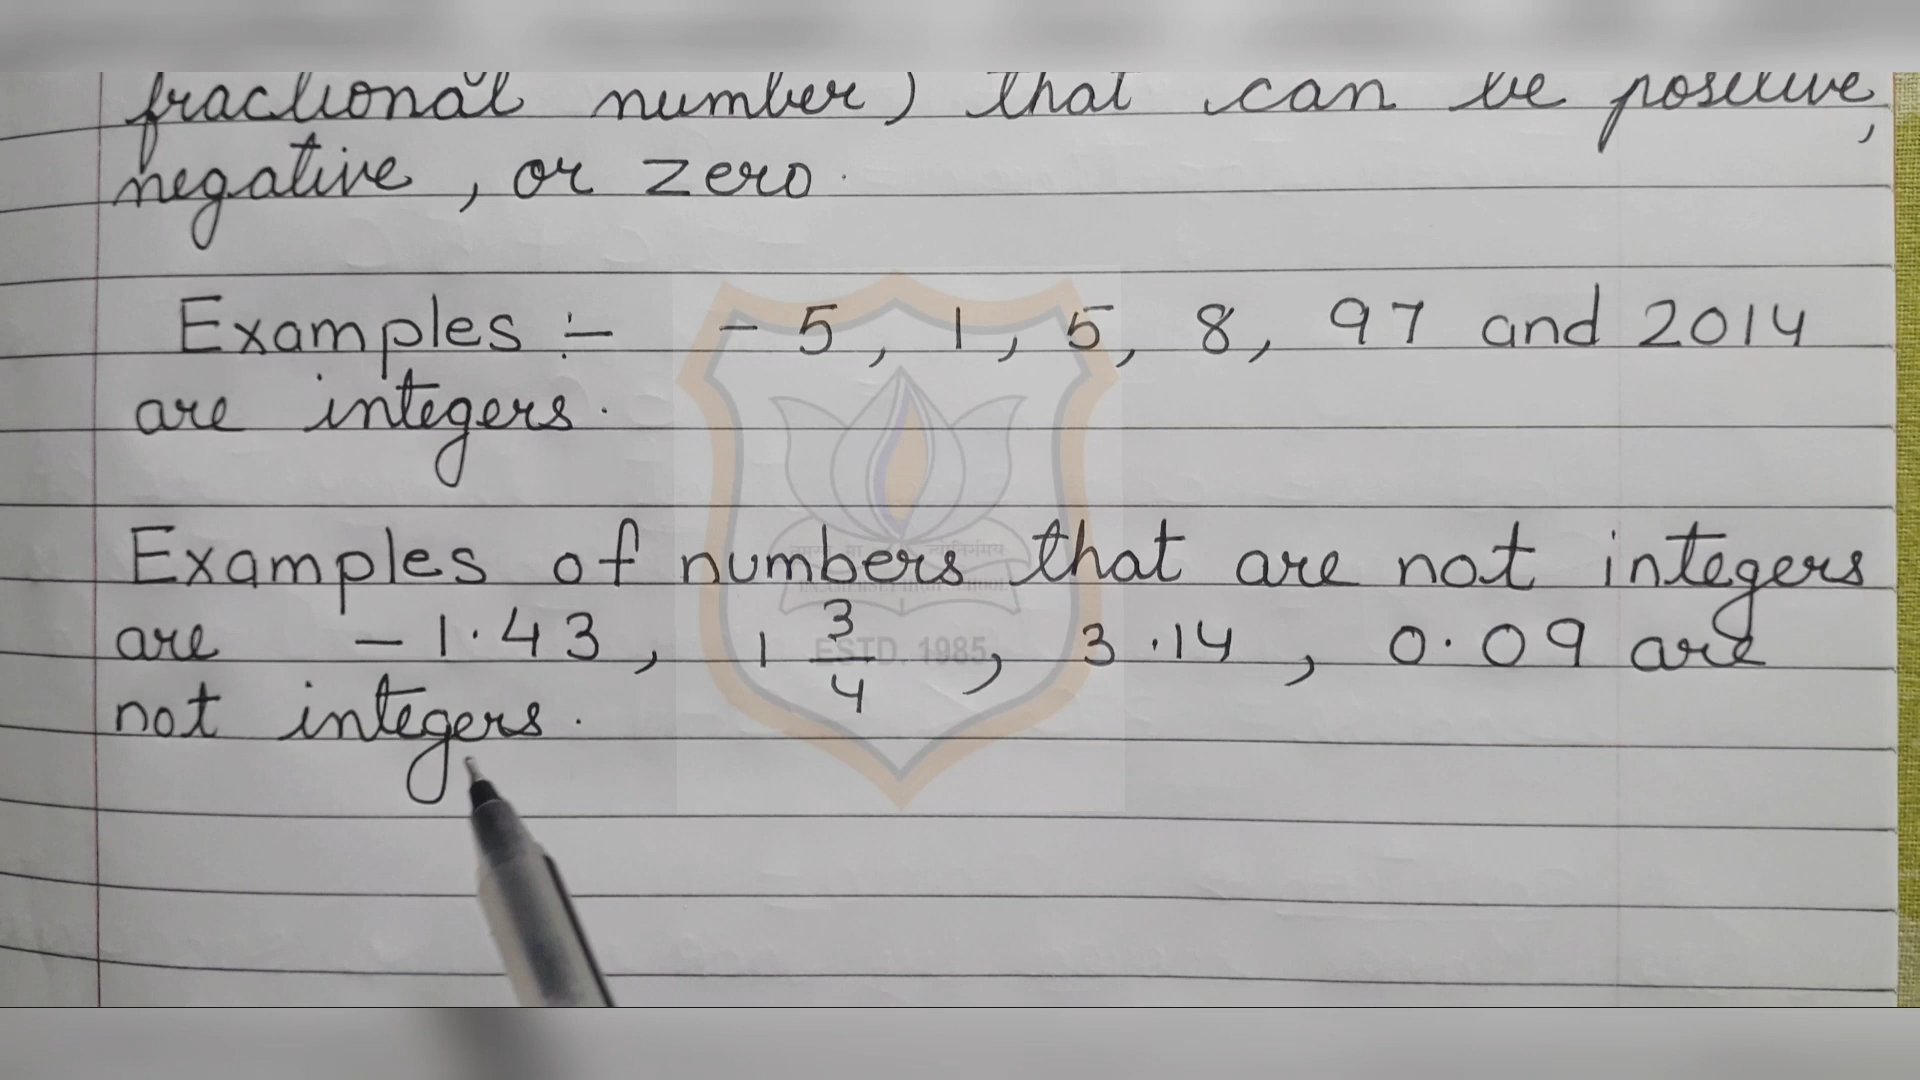 fractional number) that can be positive,
negative, or zero.
Examples :- -5, 1, 5, 8, 97 and 2014
are integers.
Examples of numbers that are not integers
are -1.43, 1 3/4, 3.14, 0.09 are
not integers.
ESTD. 1985